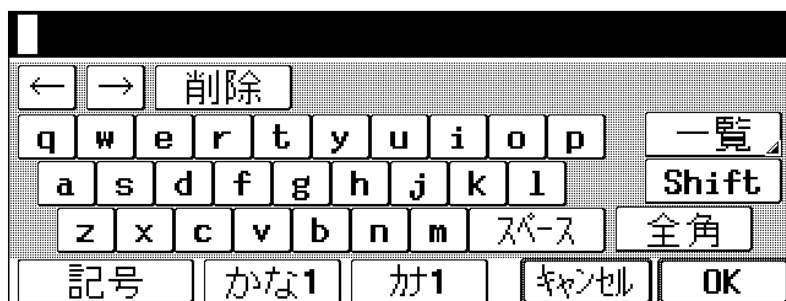 ← → 削除
q w e r t y u i o p 一覧
a s d f g h j k l Shift
z x c v b n m ｽﾍﾟｰｽ 全角
記号 かな1 ｶﾅ1 ｷｬﾝｾﾙ OK